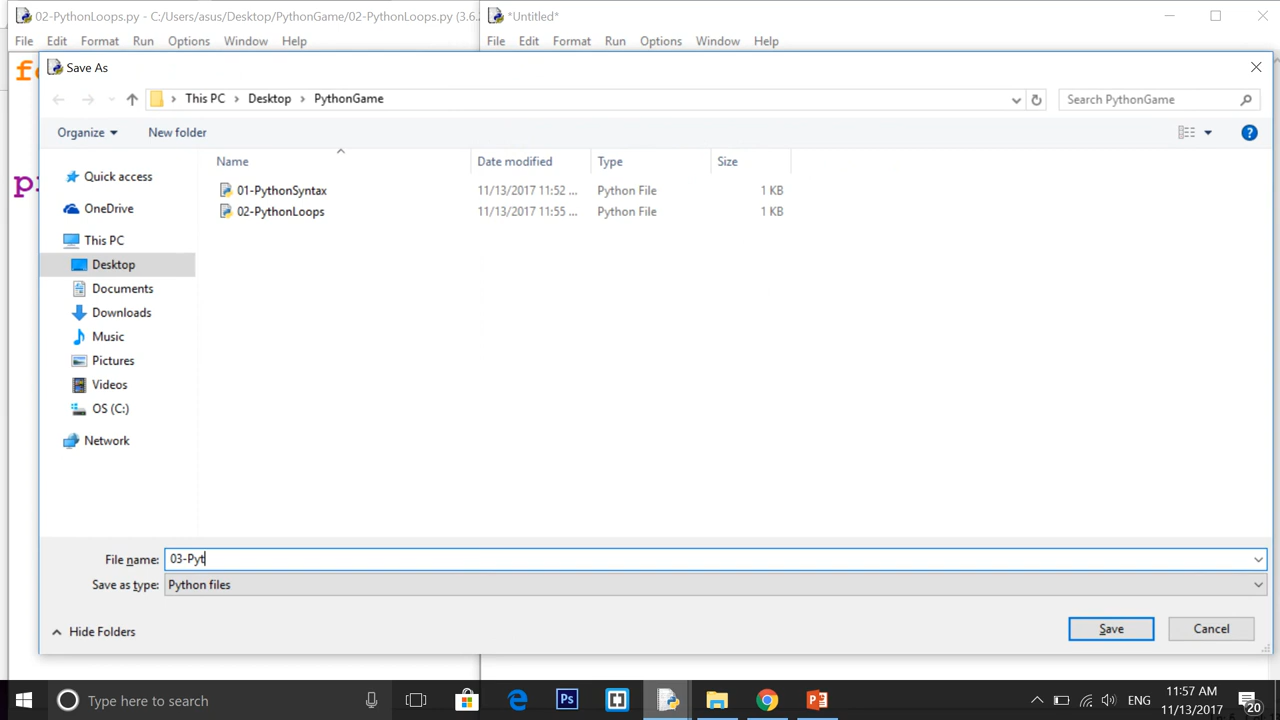 02-PythonLoops.py - C:/Users/asus/Desktop/PythonGame/02-PythonLoops.py (3.6.
*Untitled*
File Edit Format Run Options Window Help
File Edit Format Run Options Window Help
Save As
This PC > Desktop > PythonGame
Search PythonGame
Organize
New folder
Name Date modified Type Size
Quick access
01-PythonSyntax 11/13/2017 11:52 ... Python File 1 KB
02-PythonLoops 11/13/2017 11:55 ... Python File 1 KB
OneDrive
This PC
Desktop
Documents
Downloads
Music
Pictures
Videos
OS (C:)
Network
File name: 03-Pyt
Save as type: Python files
Hide Folders
Save
Cancel
Type here to search
ENG
11:57 AM
11/13/2017
20